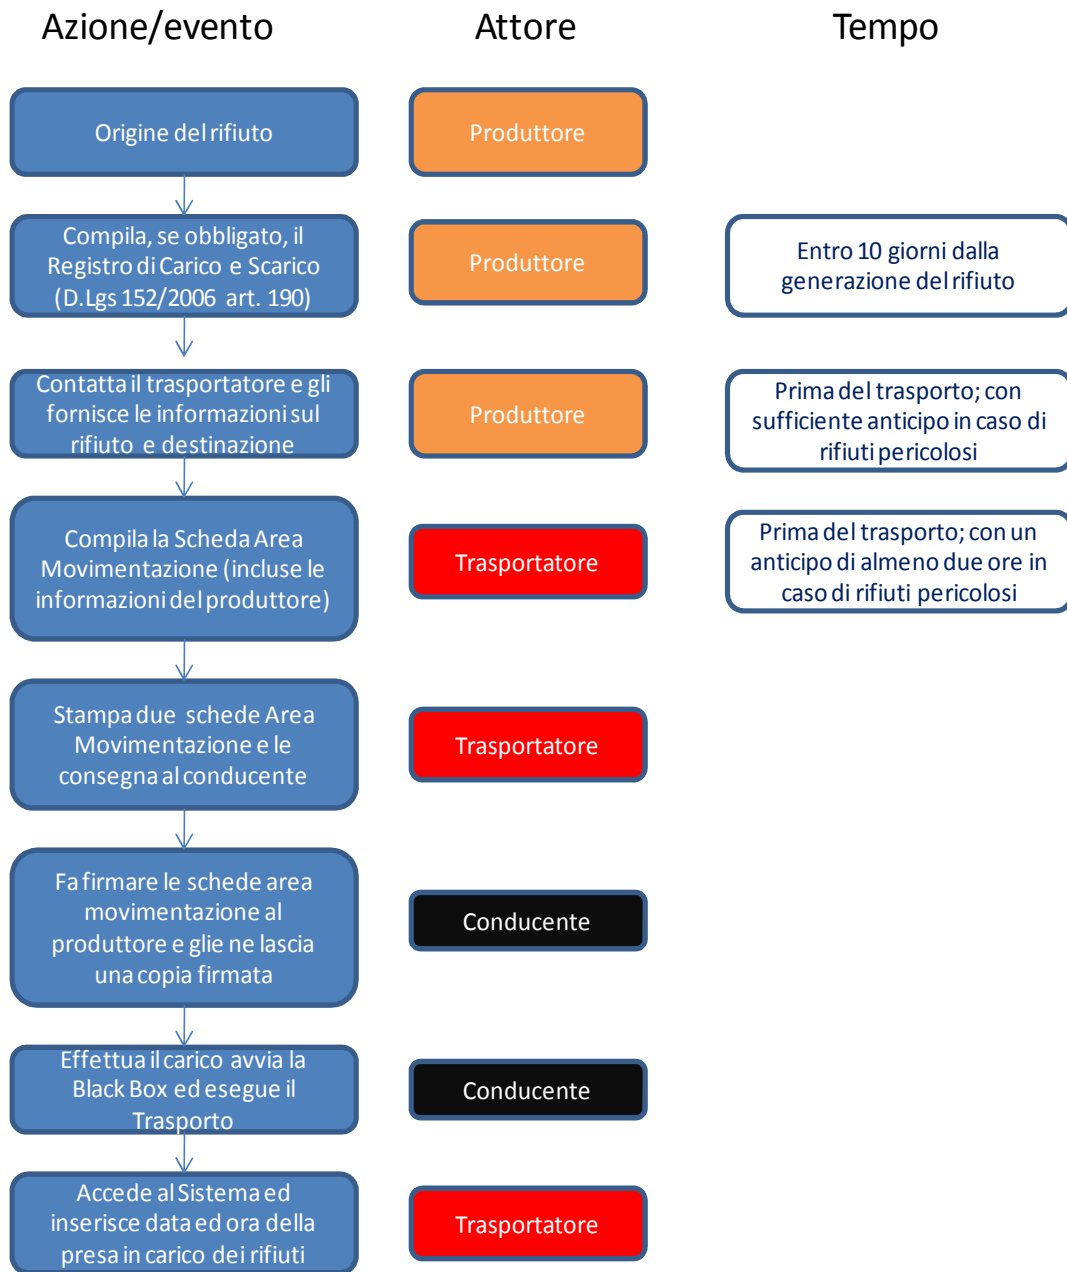 Azione/evento Attore Tempo
Origine del rifiuto
Produttore
Compila, se obbligato, il
Registro di Carico e Scarico
(D.Lgs 152/2006 art. 190)
Produttore
Entro 10 giorni dalla
generazione del rifiuto
Contatta il trasportatore e gli
fornisce le informazioni sul
rifiuto e destinazione
Produttore
Prima del trasporto; con
sufficiente anticipo in caso di
rifiuti pericolosi
Compila la Scheda Area
Movimentazione (incluse le
informazioni del produttore)
Trasportatore
Prima del trasporto; con un
anticipo di almeno due ore in
caso di rifiuti pericolosi
Stampa due schede Area
Movimentazione e le
consegna al conducente
Trasportatore
Fa firmare le schede area
movimentazione al
produttore e glie ne lascia
una copia firmata
Conducente
Effettua il carico avvia la
Black Box ed esegue il
Trasporto
Conducente
Accede al Sistema ed
inserisce data ed ora della
presa in carico dei rifiuti
Trasportatore